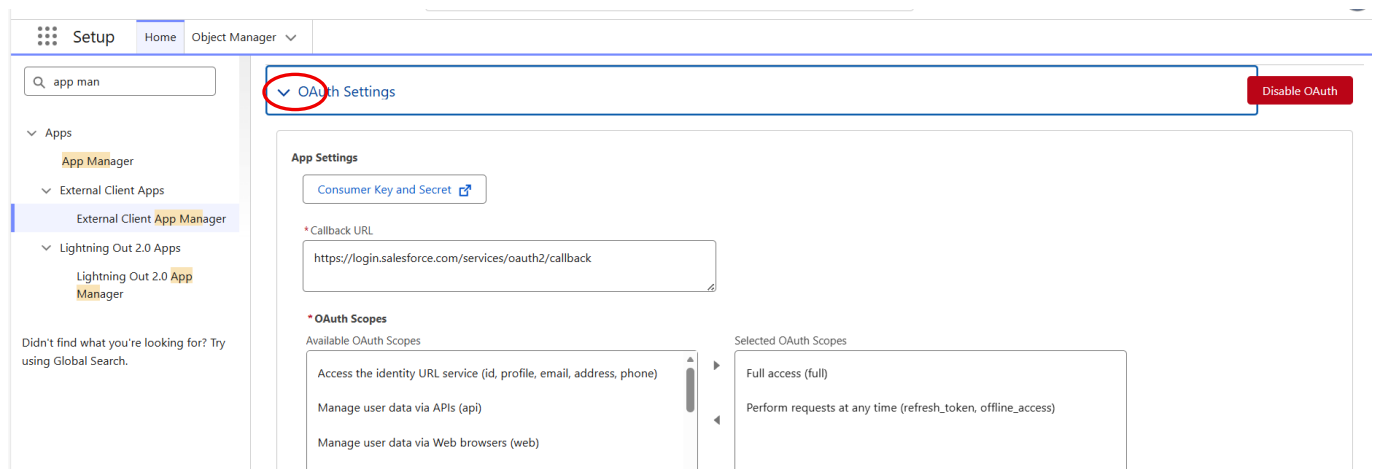 Setup
Home
Object Manager
app man
Apps
App Manager
External Client Apps
External Client App Manager
Lightning Out 2.0 Apps
Lightning Out 2.0 App
Manager
Didn't find what you're looking for? Try
using Global Search.
OAuth Settings
Disable OAuth
App Settings
Consumer Key and Secret
*Callback URL
https://login.salesforce.com/services/oauth2/callback
*OAuth Scopes
Available OAuth Scopes
Access the identity URL service (id, profile, email, address, phone)
Manage user data via APIs (api)
Manage user data via Web browsers (web)
Selected OAuth Scopes
Full access (full)
Perform requests at any time (refresh_token, offline_access)